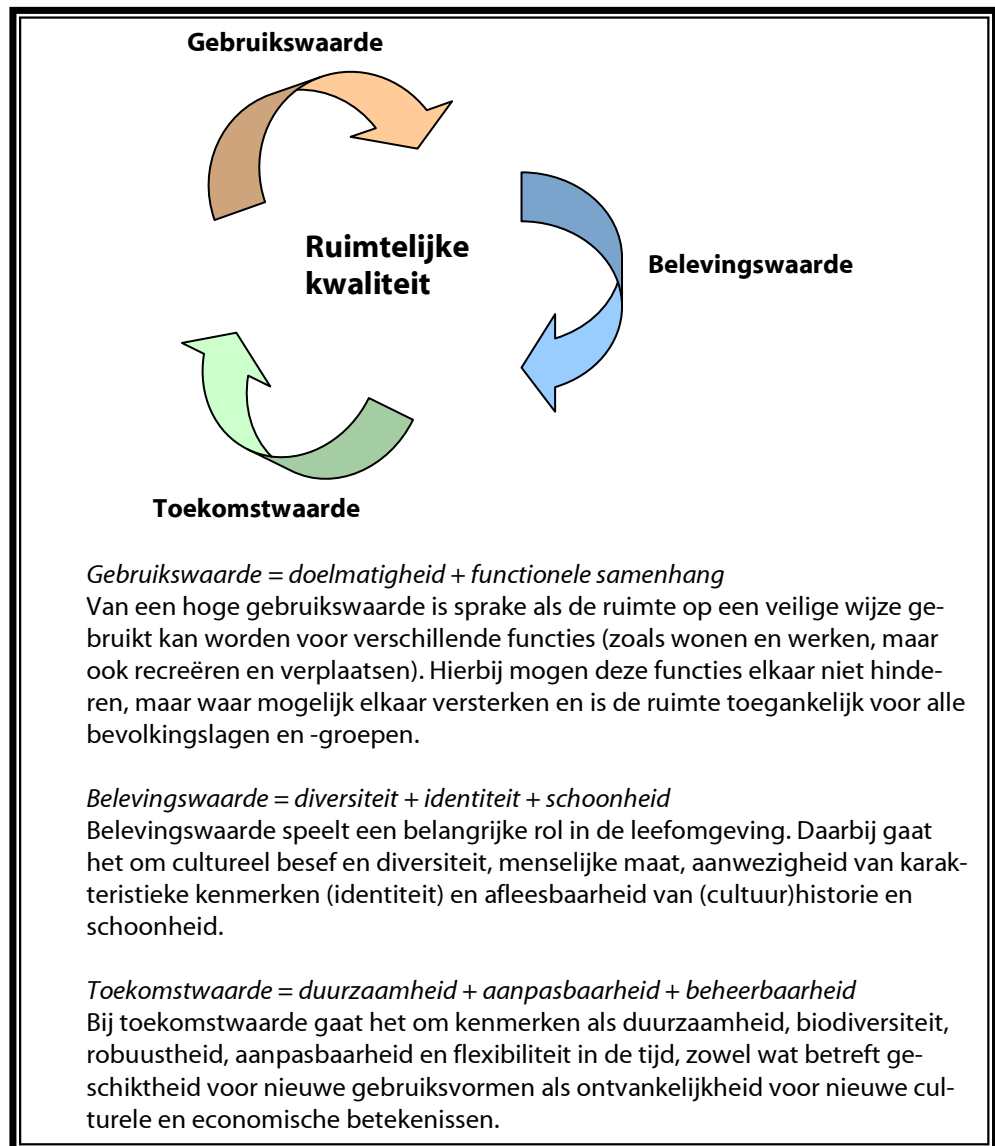 Gebruikswaarde
Ruimtelijke
kwaliteit
Belevingswaarde
Toekomstwaarde
Gebruikswaarde = doelmatigheid + functionele samenhang
Van een hoge gebruikswaarde is sprake als de ruimte op een veilige wijze ge-
bruikt kan worden voor verschillende functies (zoals wonen en werken, maar
ook recreëren en verplaatsen). Hierbij mogen deze functies elkaar niet hinde-
ren, maar waar mogelijk elkaar versterken en is de ruimte toegankelijk voor alle
bevolkingslagen en -groepen.
Belevingswaarde = diversiteit + identiteit + schoonheid
Belevingswaarde speelt een belangrijke rol in de leefomgeving. Daarbij gaat
het om cultureel besef en diversiteit, menselijke maat, aanwezigheid van karak-
teristieke kenmerken (identiteit) en afleesbaarheid van (cultuur)historie en
schoonheid.
Toekomstwaarde = duurzaamheid + aanpasbaarheid + beheerbaarheid
Bij toekomstwaarde gaat het om kenmerken als duurzaamheid, biodiversiteit,
robuustheid, aanpasbaarheid en flexibiliteit in de tijd, zowel wat betreft ge-
schiktheid voor nieuwe gebruiksvormen als ontvankelijkheid voor nieuwe cul-
turele en economische betekenissen.